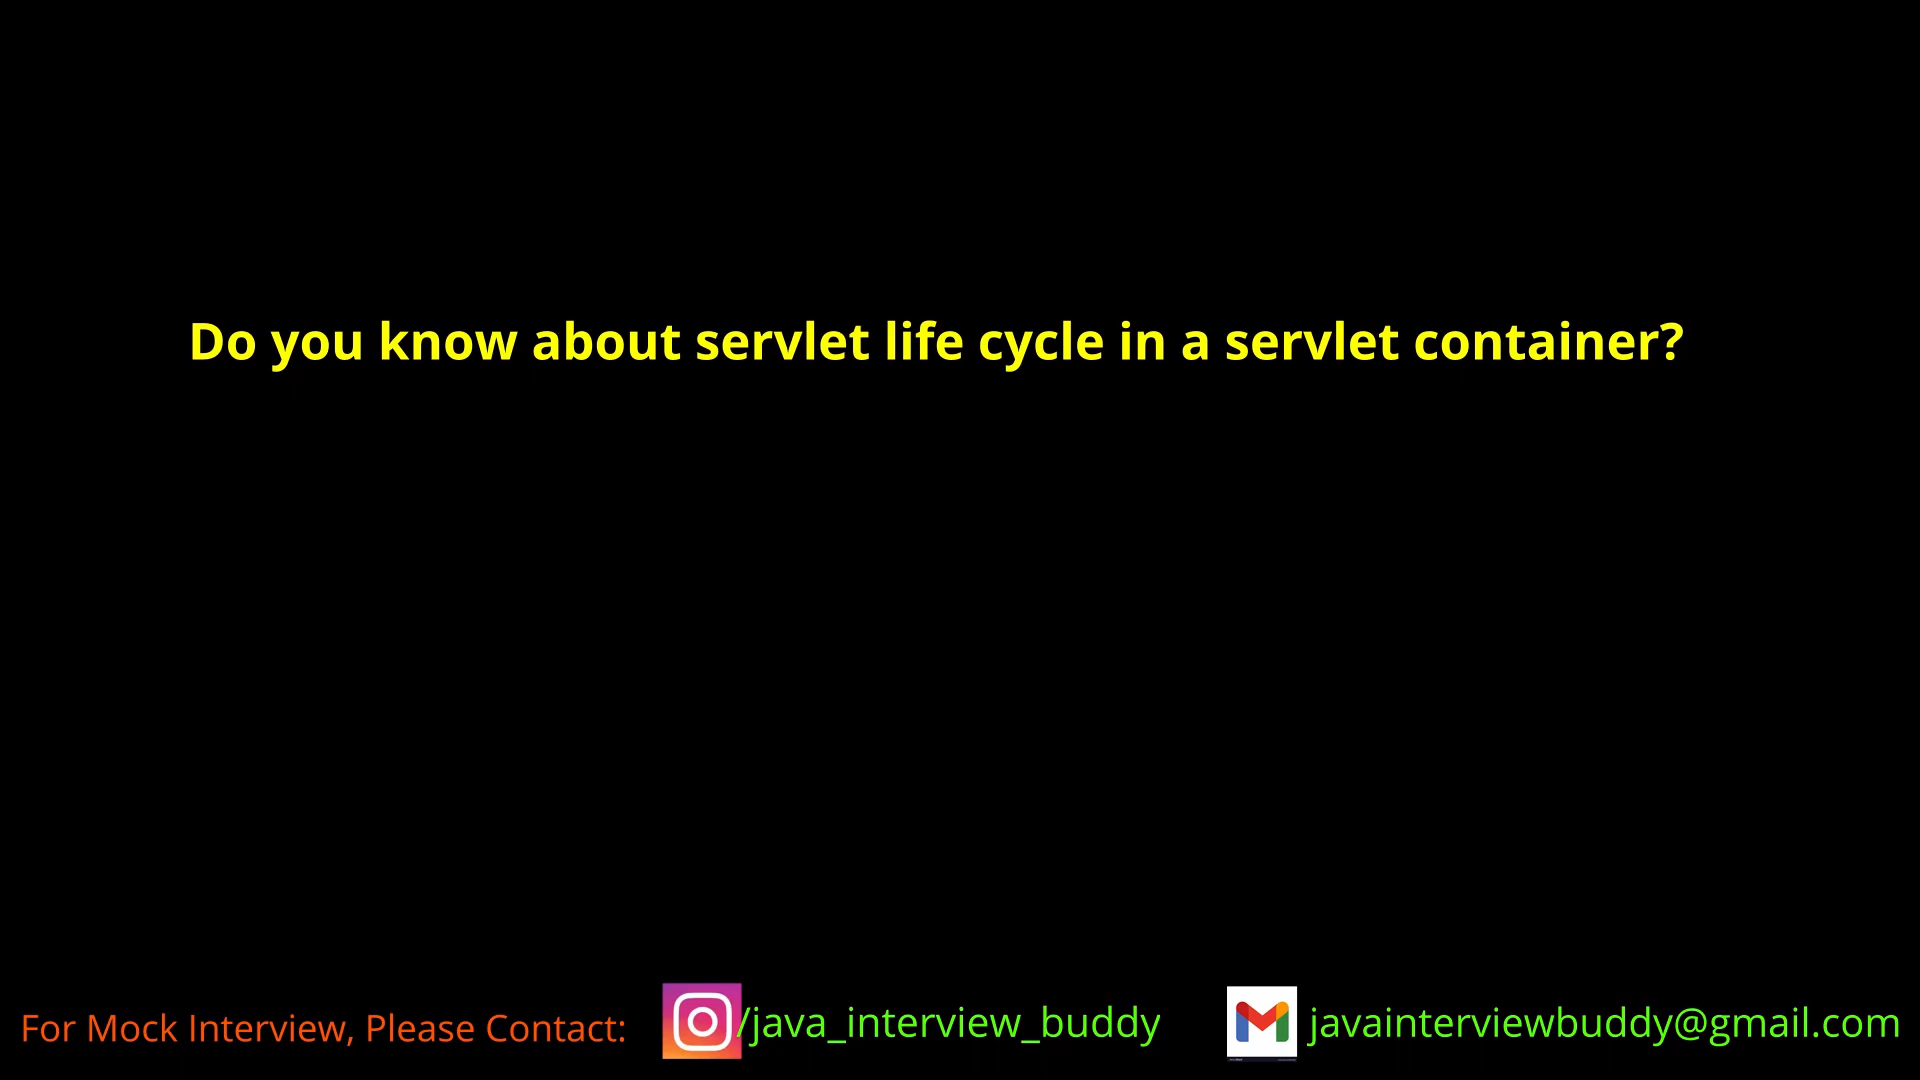 Do you know about servlet life cycle in a servlet container?
For Mock Interview, Please Contact: /java_interview_buddy javainterviewbuddy@gmail.com